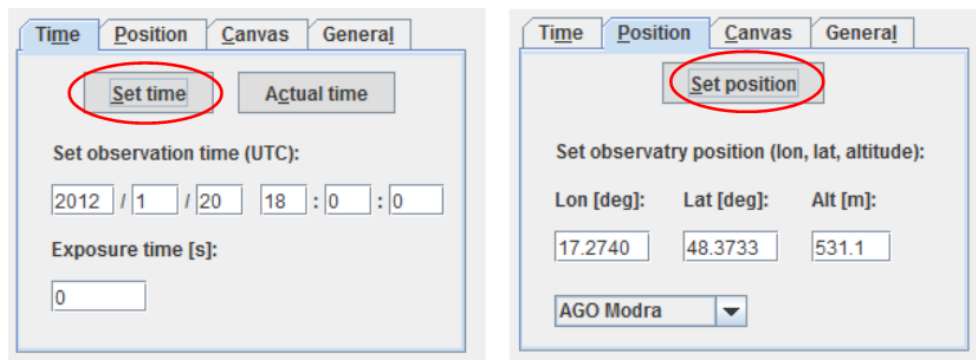 Time Position Canvas General
Set time Actual time
Set observation time (UTC):
2012 / 1 / 20 18 : 0 : 0
Exposure time [s]:
0
Time Position Canvas General
Set position
Set observatry position (lon, lat, altitude):
Lon [deg]: Lat [deg]: Alt [m]:
17.2740 48.3733 531.1
AGO Modra